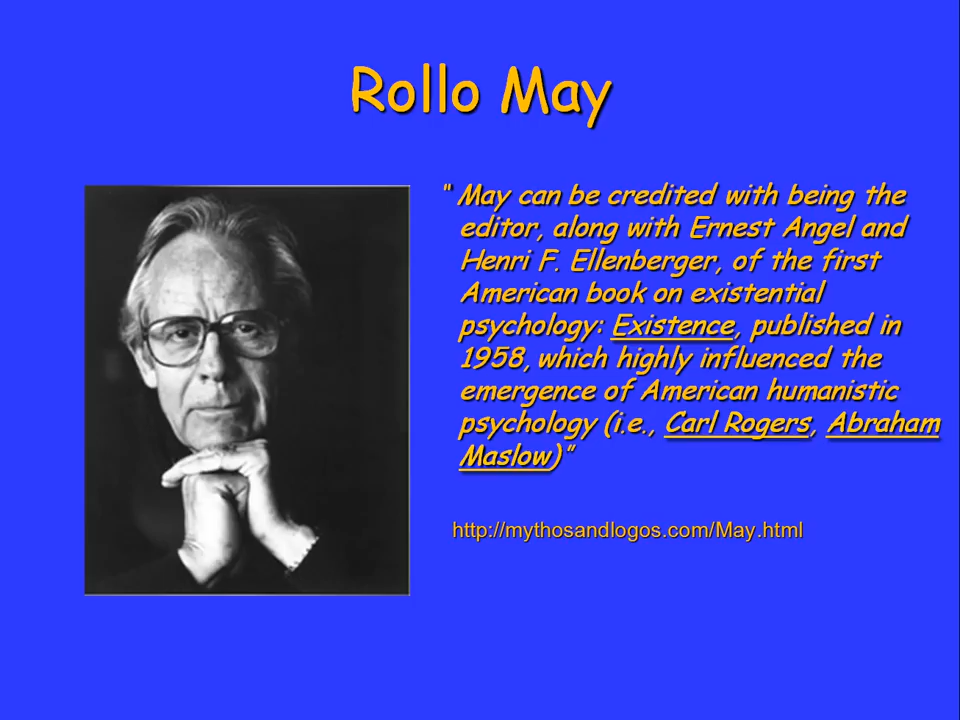 Rollo May
“ May can be credited with being the
editor, along with Ernest Angel and
Henri F. Ellenberger, of the first
American book on existential
psychology: Existence, published in
1958, which highly influenced the
emergence of American humanistic
psychology (i.e., Carl Rogers, Abraham
Maslow)”
http://mythosandlogos.com/May.html